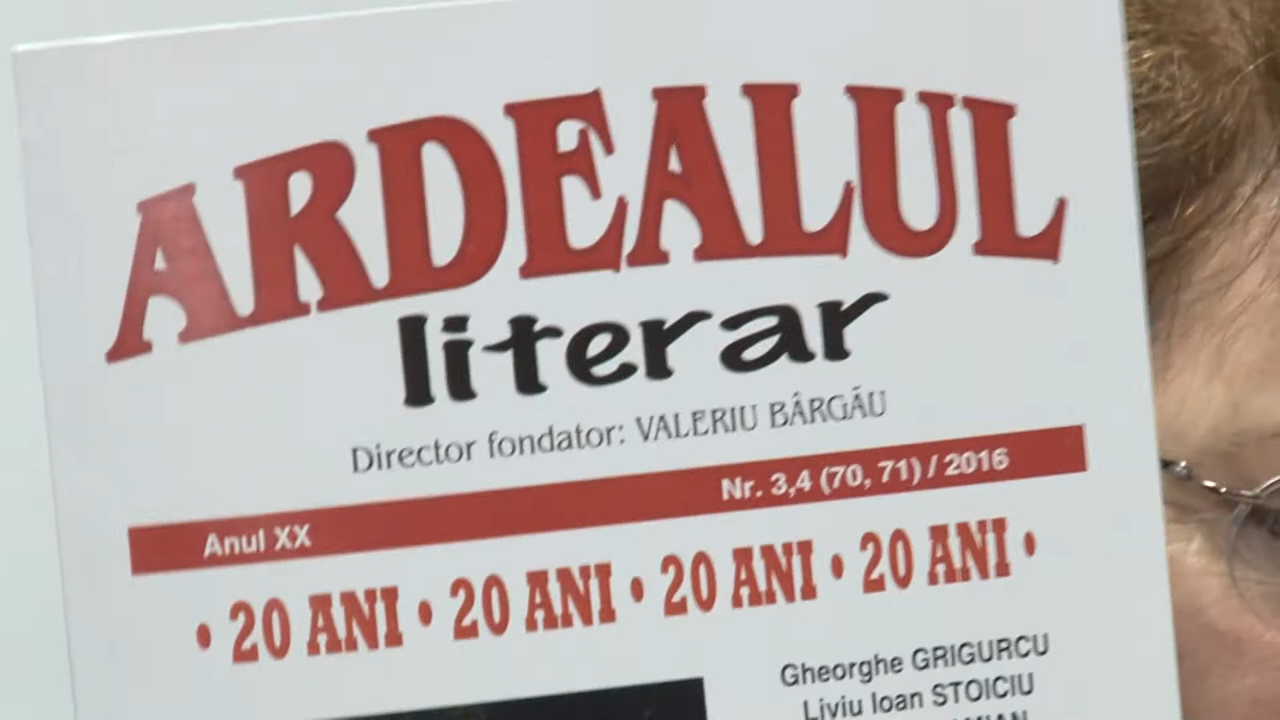 ARDEALUL
literar
Director fondator: VALERIU BÂRGĂU
Anul XX Nr. 3,4 (70, 71) / 2016
• 20 ANI • 20 ANI • 20 ANI • 20 ANI •
Gheorghe GRIGURCU
Liviu Ioan STOICIU